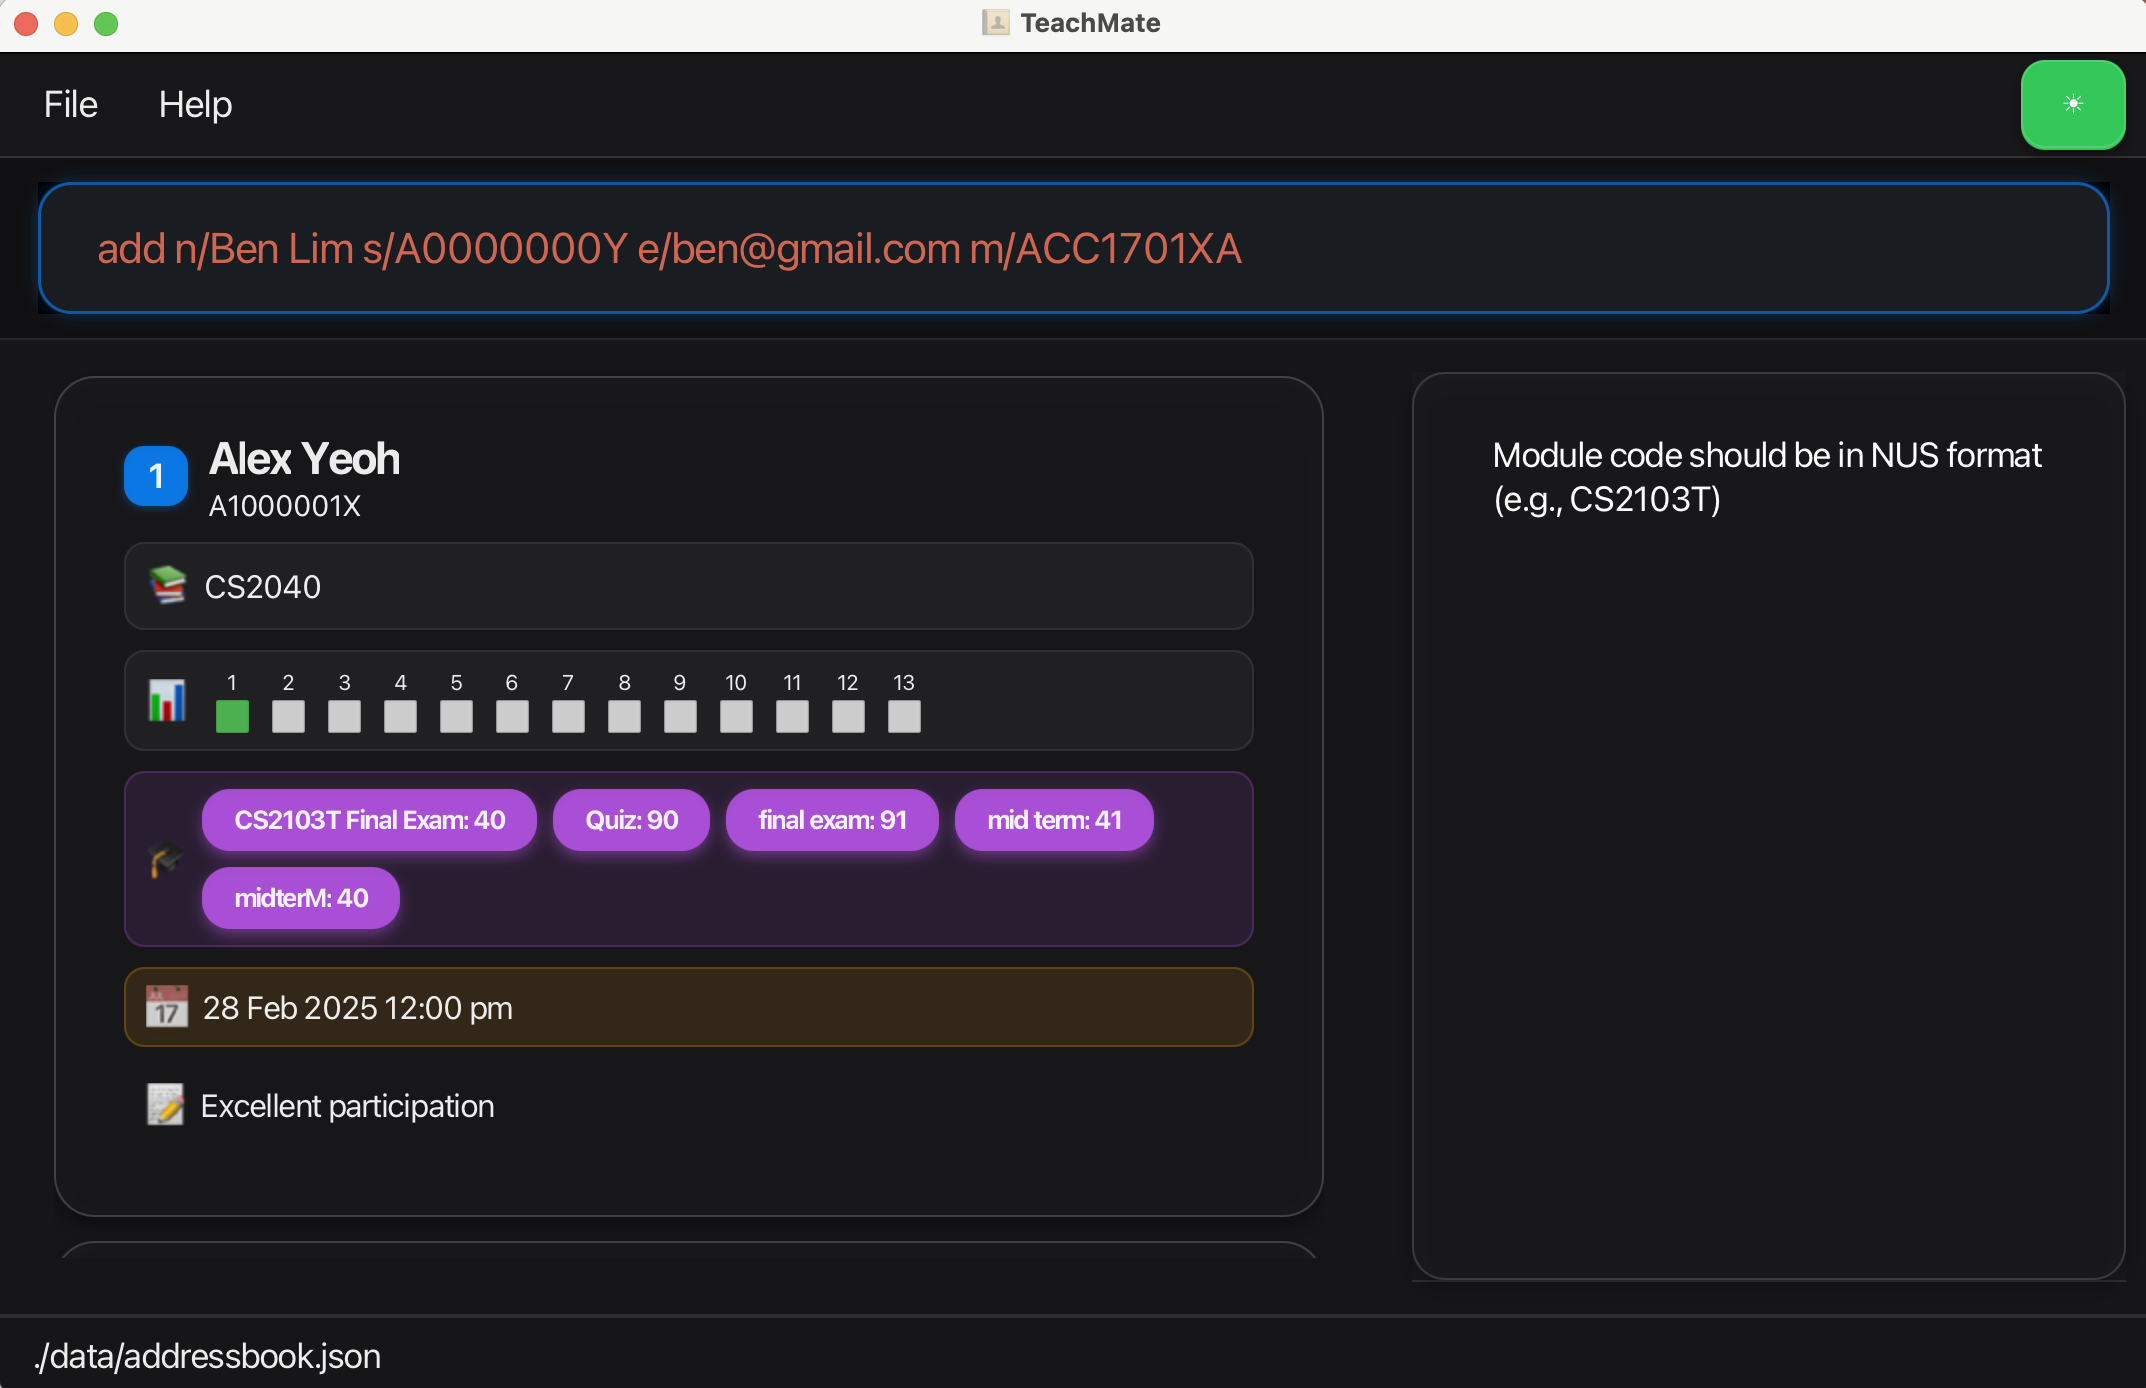 TeachMate
File Help
add n/Ben Lim s/A0000000Y e/ben@gmail.com m/ACC1701XA
1
Alex Yeoh
A1000001X
CS2040
1 2 3 4 5 6 7 8 9 10 11 12 13
CS2103T Final Exam: 40 Quiz: 90 final exam: 91 mid term: 41
midterM: 40
JUL
17
28 Feb 2025 12:00 pm
Excellent participation
Module code should be in NUS format
(e.g., CS2103T)
./data/addressbook.json